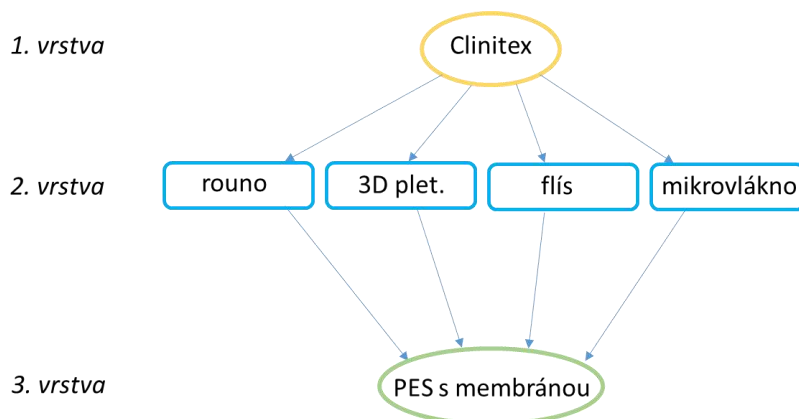 1. vrstva
Clinitex
2. vrstva
rouno
3D plet.
flís
mikrovlákno
3. vrstva
PES s membránou